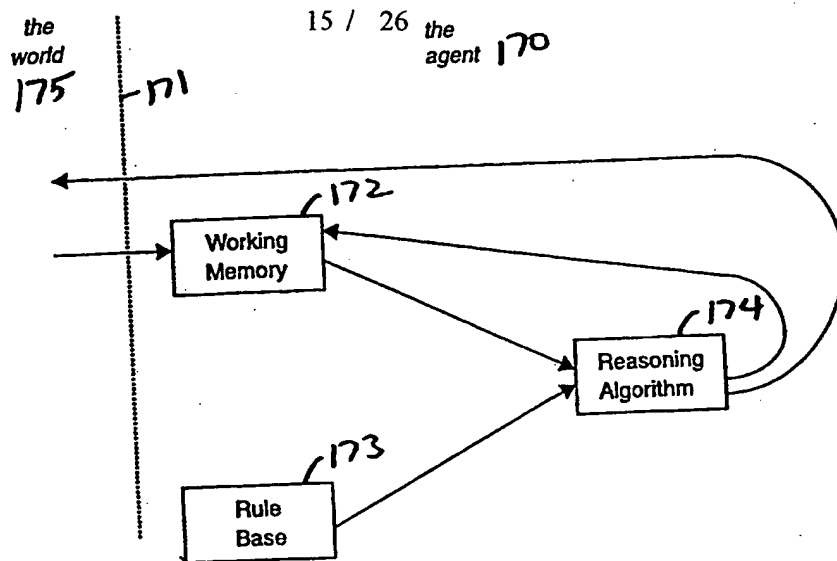 15 / 26
the
world
175
171
the
agent 170
172
Working
Memory
174
Reasoning
Algorithm
173
Rule
Base